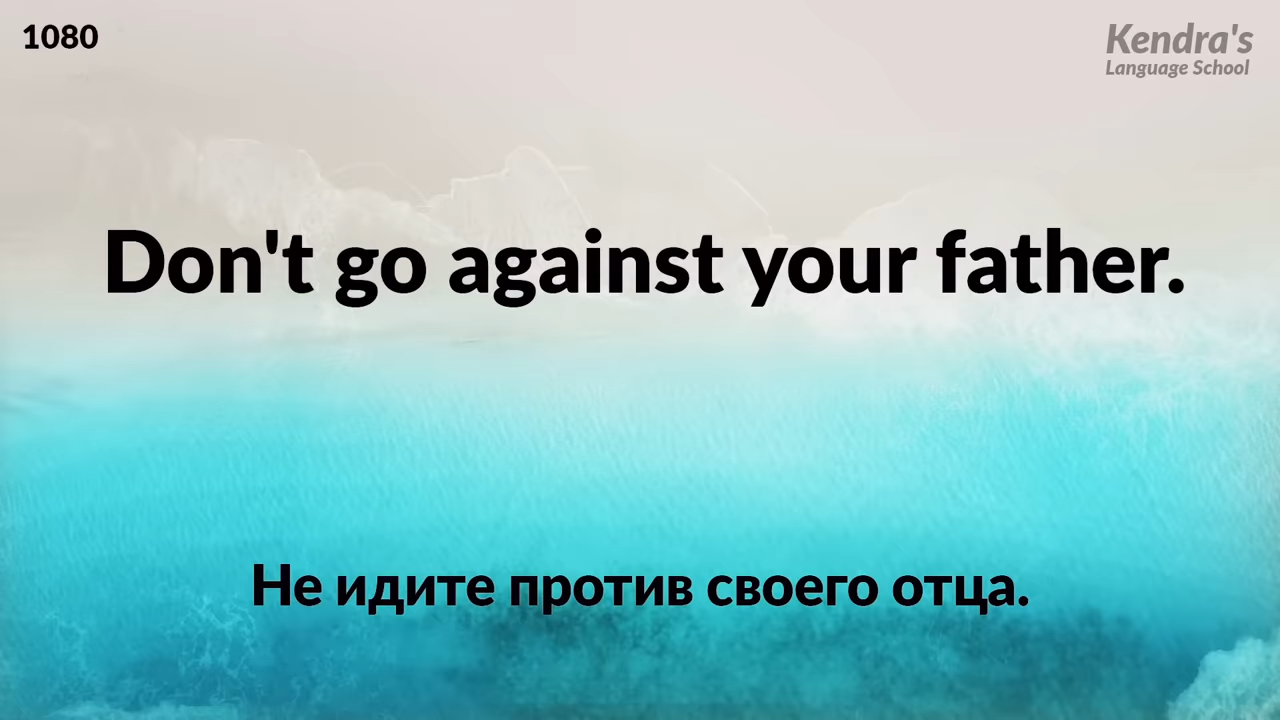 1080
Kendra's
Language School
Don't go against your father.
Не идите против своего отца.